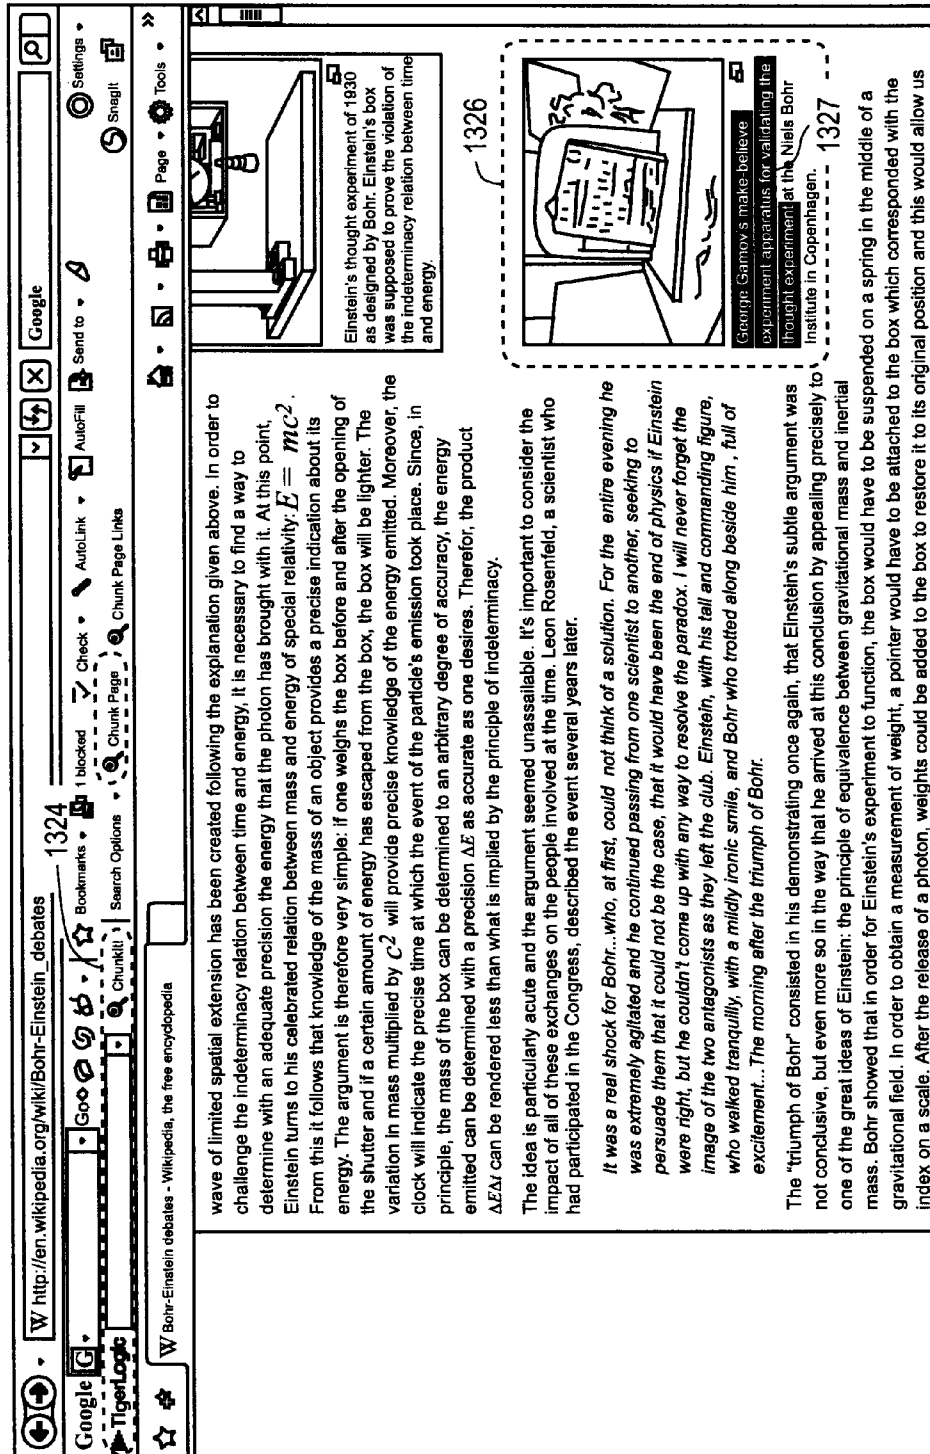 W http://en.wikipedia.org/wiki/Bohr-Einstein_debates
Google
Google G
Go
1324
Bookmarks
1 blocked
Check
AutoLink
AutoFill
Send to
Settings
TigerLogic
Chunkit!
Search Options
Chunk Page
Chunk Page Links
SnagIt
W Bohr-Einstein debates - Wikipedia, the free encyclopedia
Page
Tools
wave of limited spatial extension has been created following the explanation given above. In order to
challenge the indeterminacy relation between time and energy, it is necessary to find a way to
determine with an adequate precision the energy that the photon has brought with it. At this point,
Einstein turns to his celebrated relation between mass and energy of special relativity: E = mc².
From this it follows that knowledge of the mass of an object provides a precise indication about its
energy. The argument is therefore very simple: if one weighs the box before and after the opening of
the shutter and if a certain amount of energy has escaped from the box, the box will be lighter. The
variation in mass multiplied by c² will provide precise knowledge of the energy emitted. Moreover, the
clock will indicate the precise time at which the event of the particle's emission took place. Since, in
principle, the mass of the box can be determined to an arbitrary degree of accuracy, the energy
emitted can be determined with a precision ΔE as accurate as one desires. Therefor, the product
ΔEΔt can be rendered less than what is implied by the principle of indeterminacy.
Einstein's thought experiment of 1930
as designed by Bohr. Einstein's box
was supposed to prove the violation of
the indeterminacy relation between time
and energy.
The idea is particularly acute and the argument seemed unassailable. It's important to consider the
impact of all of these exchanges on the people involved at the time. Leon Rosenfeld, a scientist who
had participated in the Congress, described the event several years later.
It was a real shock for Bohr...who, at first, could not think of a solution. For the entire evening he
was extremely agitated and he continued passing from one scientist to another, seeking to
persuade them that it could not be the case, that it would have been the end of physics if Einstein
were right, but he couldn't come up with any way to resolve the paradox. I will never forget the
image of the two antagonists as they left the club. Einstein, with his tall and commanding figure,
who walked tranquilly, with a mildly ironic smile, and Bohr who trotted along beside him , full of
excitement...The morning after the triumph of Bohr.
1326
George Gamov's make-believe
experiment apparatus for validating the
thought experiment at the Niels Bohr
Institute in Copenhagen.
1327
The "triumph of Bohr" consisted in his demonstrating once again, that Einstein's subtle argument was
not conclusive, but even more so in the way that he arrived at this conclusion by appealing precisely to
one of the great ideas of Einstein: the principle of equivalence between gravitational mass and inertial
mass. Bohr showed that in order for Einstein's experiment to function, the box would have to be suspended on a spring in the middle of a
gravitational field. In order to obtain a measurement of weight, a pointer would have to be attached to the box which corresponded with the
index on a scale. After the release of a photon, weights could be added to the box to restore it to its original position and this would allow us